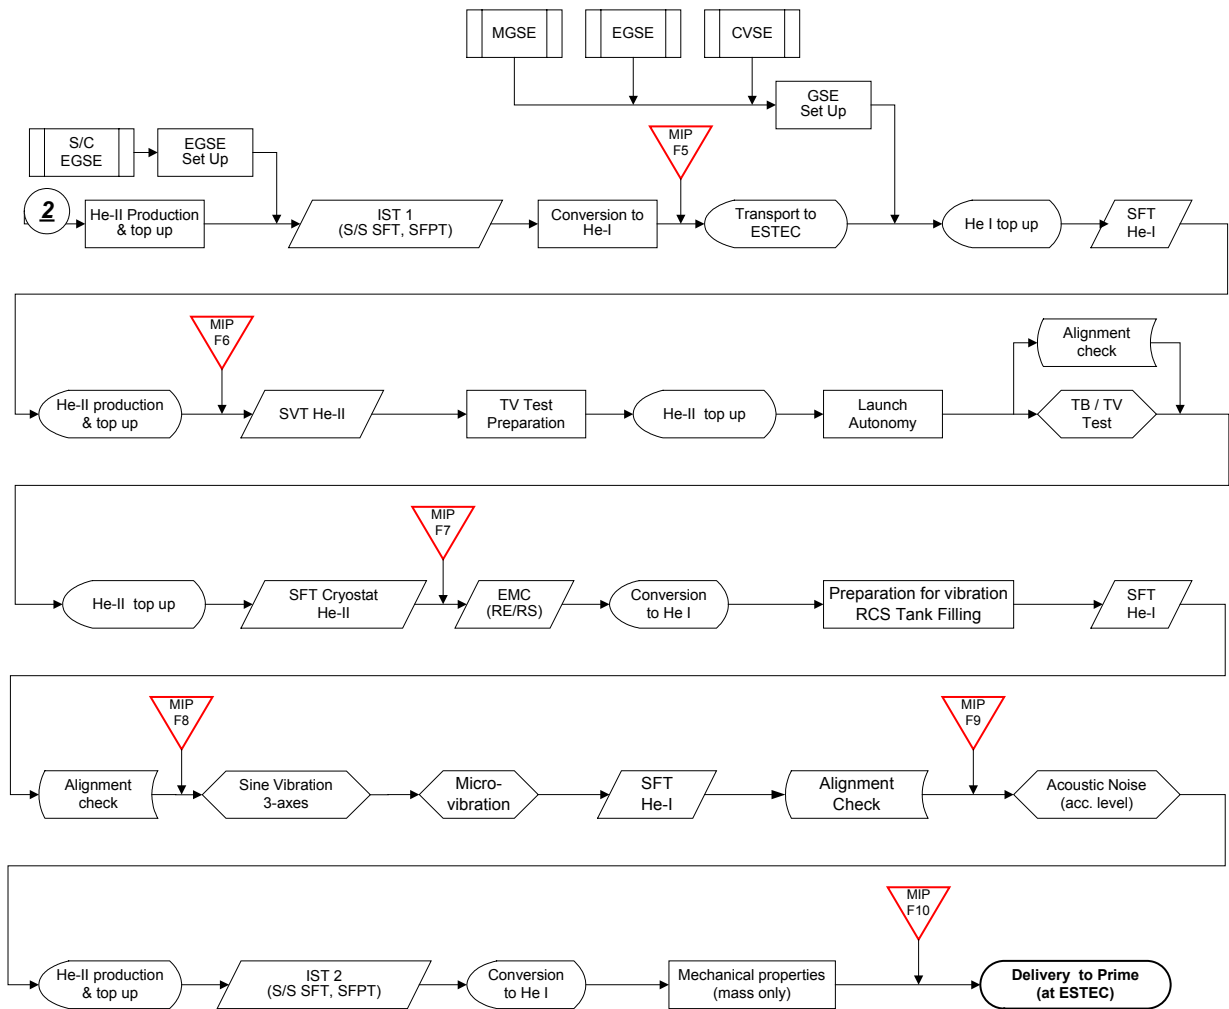 MGSE
EGSE
CVSE
GSE
Set Up
MIP
F5
S/C
EGSE
EGSE
Set Up
2
He-II Production
& top up
IST 1
(S/S SFT, SFPT)
Conversion to
He-I
Transport to
ESTEC
He I top up
SFT
He-I
MIP
F6
Alignment
check
He-II production
& top up
SVT He-II
TV Test
Preparation
He-II top up
Launch
Autonomy
TB / TV
Test
MIP
F7
He-II top up
SFT Cryostat
He-II
EMC
(RE/RS)
Conversion
to He I
Preparation for vibration
RCS Tank Filling
SFT
He-I
MIP
F8
MIP
F9
Alignment
check
Sine Vibration
3-axes
Micro-
vibration
SFT
He-I
Alignment
Check
Acoustic Noise
(acc. level)
MIP
F10
He-II production
& top up
IST 2
(S/S SFT, SFPT)
Conversion
to He I
Mechanical properties
(mass only)
Delivery to Prime
(at ESTEC)